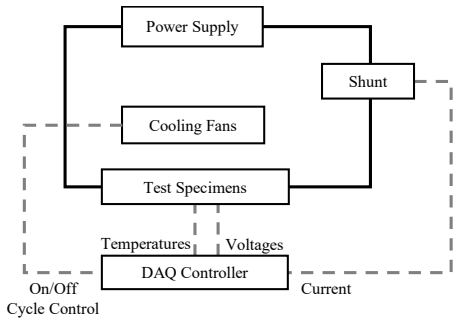 Power Supply
Shunt
Cooling Fans
Test Specimens
Temperatures
Voltages
DAQ Controller
On/Off
Cycle Control
Current